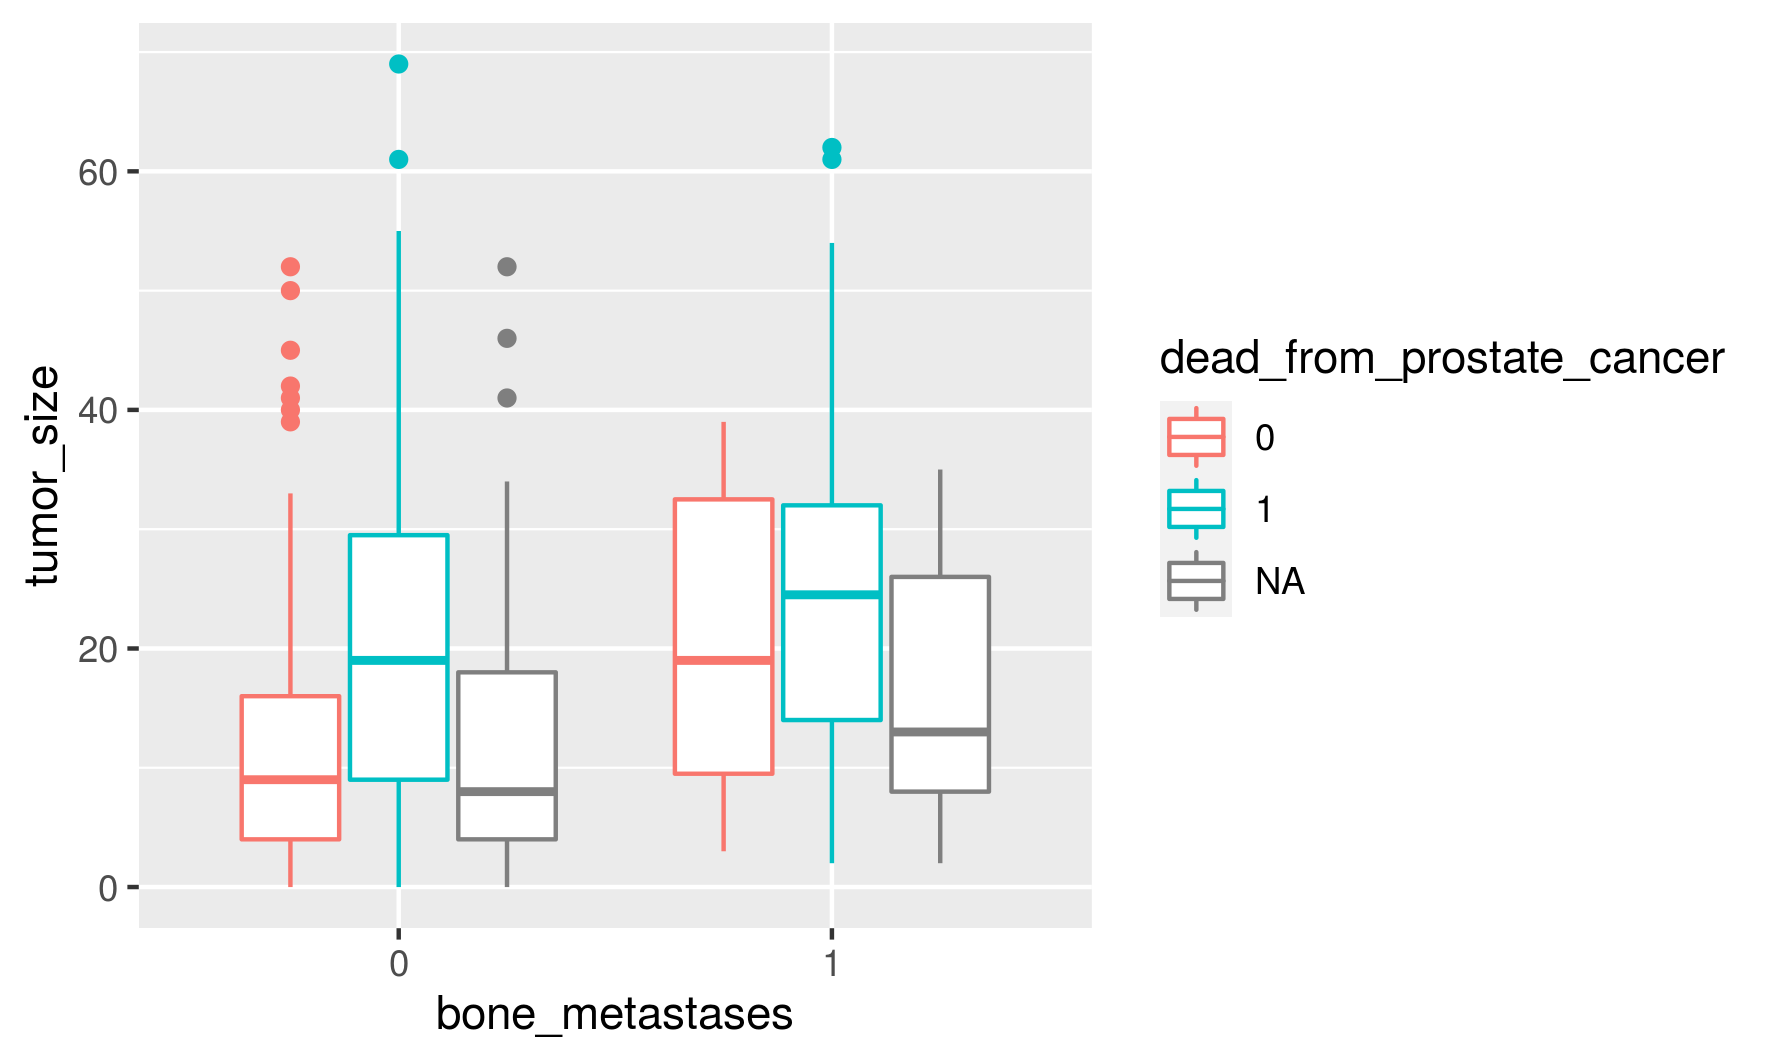 60
40
20
0
tumor_size
0
1
bone_metastases
dead_from_prostate_cancer
0
1
NA